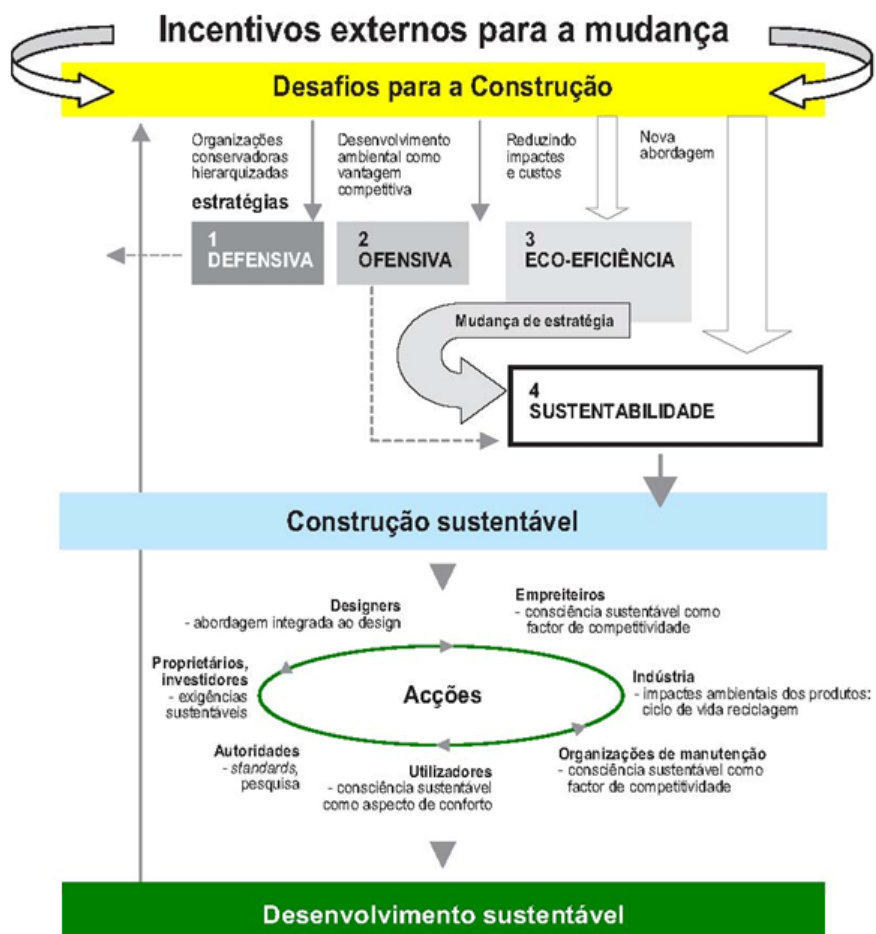 Incentivos externos para a mudança
Desafios para a Construção
Organizações
conservadoras
hierarquizadas
estratégias
Desenvolvimento
ambiental como
vantagem
competitiva
Reduzindo
impactes
e custos
Nova
abordagem
1
DEFENSIVA
2
OFENSIVA
3
ECO-EFICIÊNCIA
Mudança de estratégia
4
SUSTENTABILIDADE
Construção sustentável
Designers
- abordagem integrada ao design
Empreiteiros
- consciência sustentável como
factor de competitividade
Proprietários,
investidores
- exigências
sustentáveis
Acções
Indústria
- impactes ambientais dos produtos:
ciclo de vida reciclagem
Autoridades
- standards,
pesquisa
Utilizadores
- consciência sustentável
como aspecto de conforto
Organizações de manutenção
- consciência sustentável como
factor de competitividade
Desenvolvimento sustentável